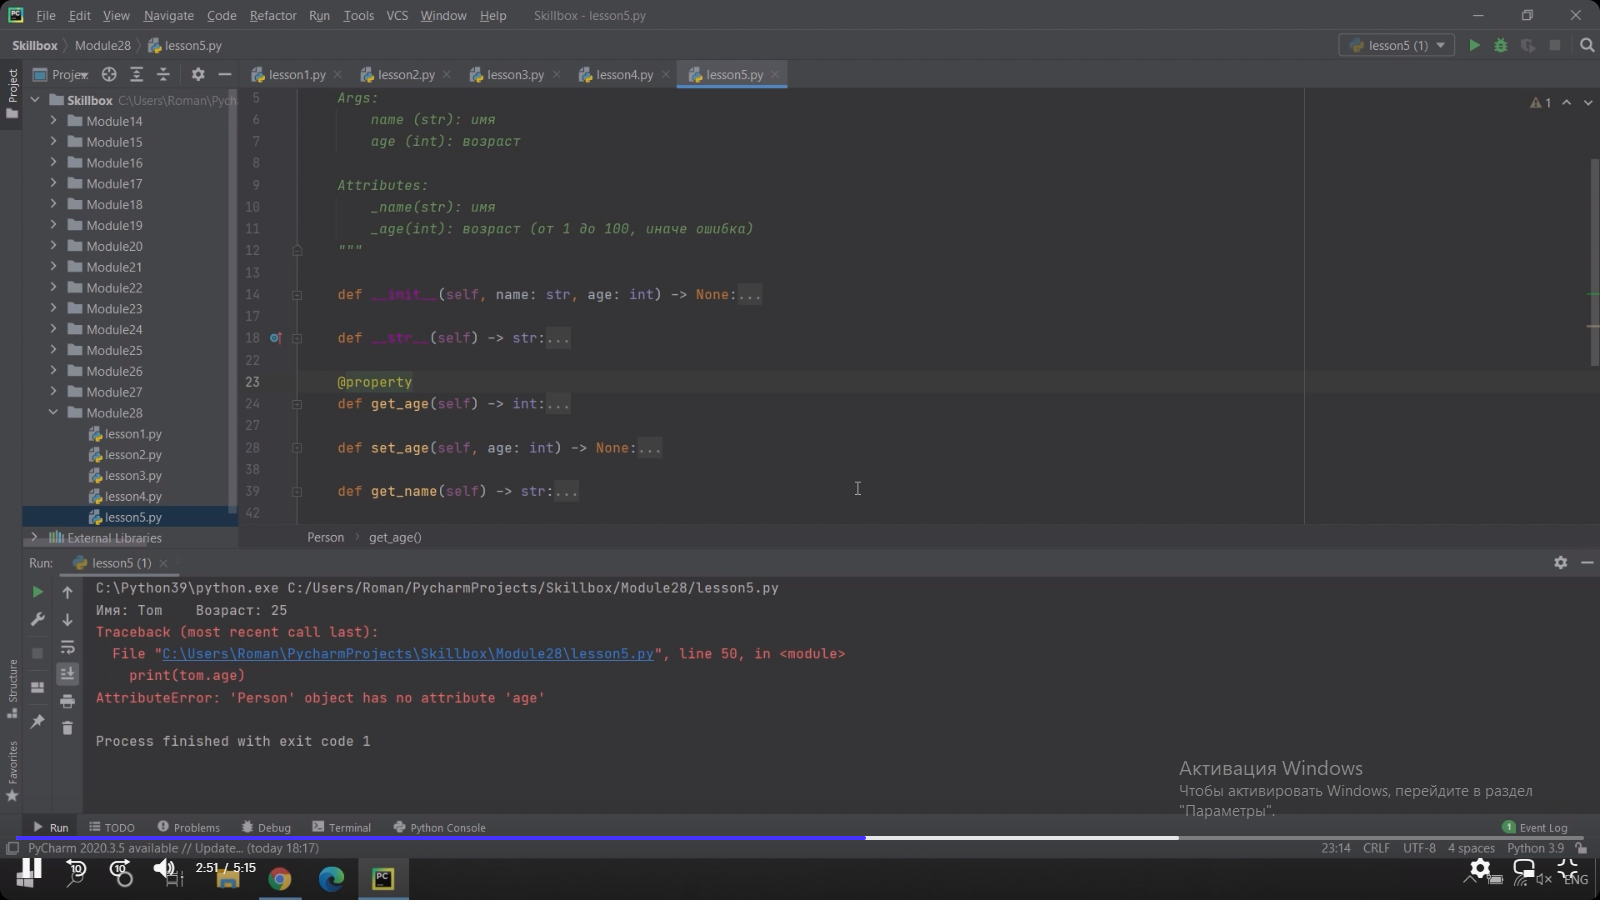 File Edit View Navigate Code Refactor Run Tools VCS Window Help Skillbox - lesson5.py
Skillbox Module28 lesson5.py lesson5 (1)
Project
Proje
lesson1.py lesson2.py lesson3.py lesson4.py lesson5.py
Skillbox C:\Users\Roman\Pych
Module14
Module15
Module16
Module17
Module18
Module19
Module20
Module21
Module22
Module23
Module24
Module25
Module26
Module27
Module28
lesson1.py
lesson2.py
lesson3.py
lesson4.py
lesson5.py
External Libraries
1
5 Args:
6 name (str): имя
7 age (int): возраст
8
9 Attributes:
10 _name(str): имя
11 _age(int): возраст (от 1 до 100, иначе ошибка)
12 """
13
14 def __init__(self, name: str, age: int) -> None:...
17
18 def __str__(self) -> str:...
22
23 @property
24 def get_age(self) -> int:...
27
28 def set_age(self, age: int) -> None:...
38
39 def get_name(self) -> str:...
42
Person get_age()
Run: lesson5 (1)
C:\Python39\python.exe C:/Users/Roman/PycharmProjects/Skillbox/Module28/lesson5.py
Имя: Tom Возраст: 25
Traceback (most recent call last):
File "C:\Users\Roman\PycharmProjects\Skillbox\Module28\lesson5.py", line 50, in <module>
print(tom.age)
AttributeError: 'Person' object has no attribute 'age'
Process finished with exit code 1
Structure
Favorites
Активация Windows
Чтобы активировать Windows, перейдите в раздел
"Параметры".
Run TODO Problems Debug Terminal Python Console 1 Event Log
PyCharm 2020.3.5 available // Update... (today 18:17) 23:14 CRLF UTF-8 4 spaces Python 3.9
10 10 2:51 / 5:15 ENG